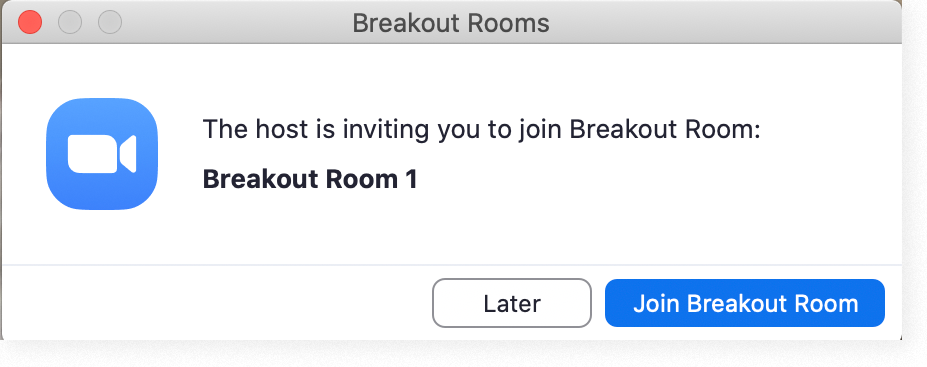 Breakout Rooms
The host is inviting you to join Breakout Room:
Breakout Room 1
Later
Join Breakout Room